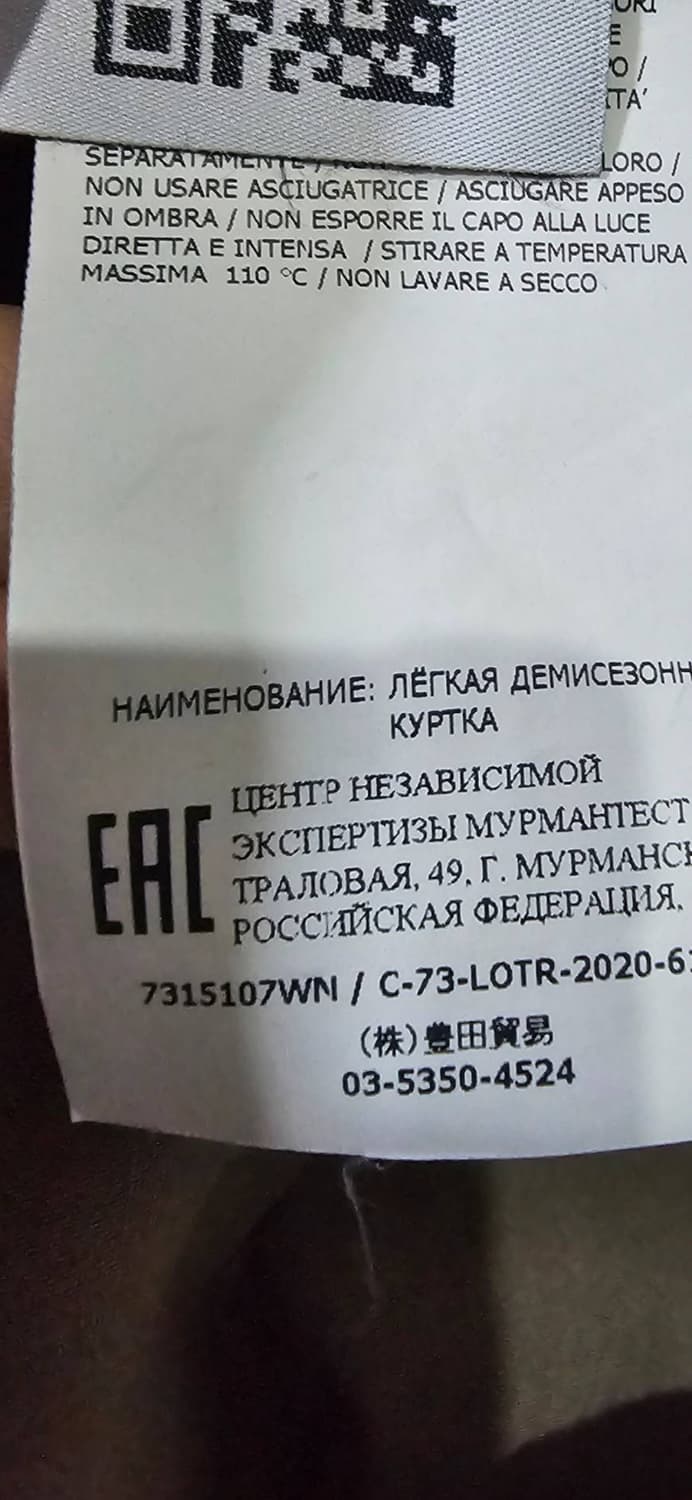 SEPARATAMENTE / LORO /
NON USARE ASCIUGATRICE / ASCIUGARE APPESO
IN OMBRA / NON ESPORRE IL CAPO ALLA LUCE
DIRETTA E INTENSA / STIRARE A TEMPERATURA
MASSIMA 110 °C / NON LAVARE A SECCO
НАИМЕНОВАНИЕ: ЛЁГКАЯ ДЕМИСЕЗОНН
КУРТКА
EAC
ЦЕНТР НЕЗАВИСИМОЙ
ЭКСПЕРТИЗЫ МУРМАНТЕСТ
ТРАЛОВАЯ, 49, Г. МУРМАНСК
РОССИЙСКАЯ ФЕДЕРАЦИЯ,
7315107WN / C-73-LOTR-2020-6
(株)豊田貿易
03-5350-4524